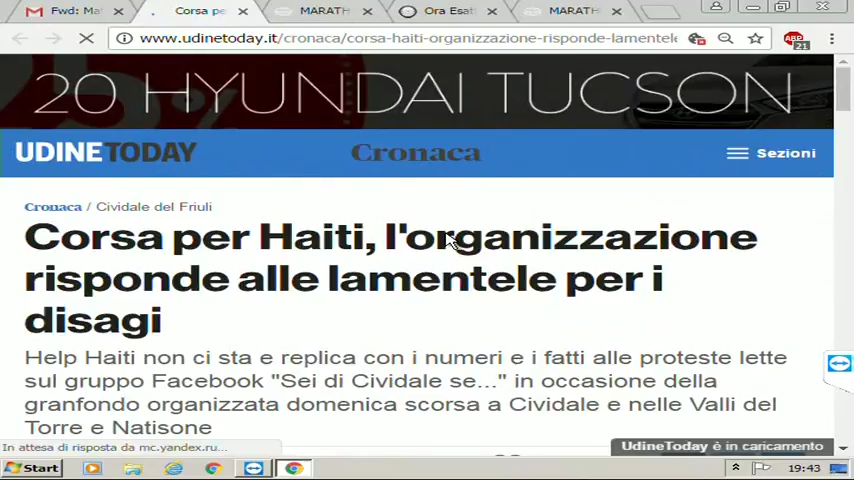 Fwd: Ma
Corsa pe
MARATH
Ora Esatt
MARATH
www.udinetoday.it/cronaca/corsa-haiti-organizzazione-risponde-lamentele
ABP
21
20 HYUNDAI TUCSON
UDINETODAY
Cronaca
Sezioni
Cronaca / Cividale del Friuli
Corsa per Haiti, l'organizzazione
risponde alle lamentele per i
disagi
Help Haiti non ci sta e replica con i numeri e i fatti alle proteste lette
sul gruppo Facebook "Sei di Cividale se..." in occasione della
granfondo organizzata domenica scorsa a Cividale e nelle Valli del
Torre e Natisone
In attesa di risposta da mc.yandex.ru...
UdineToday è in caricamento
Start
19:43